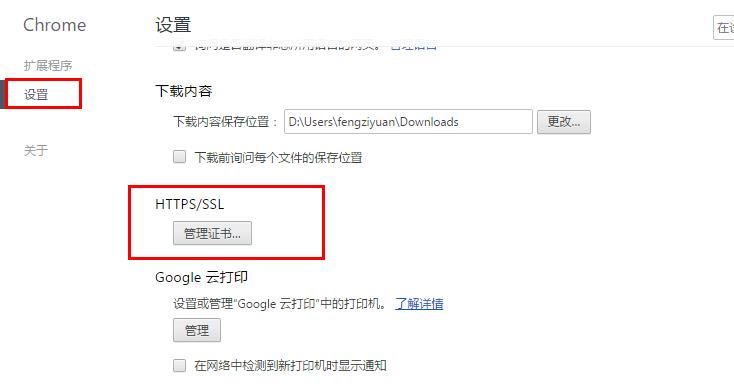 Chrome
扩展程序
设置
关于
设置
在
管理语言
下载内容
下载内容保存位置： D:\Users\fengziyuan\Downloads 更改...
下载前询问每个文件的保存位置
HTTPS/SSL
管理证书...
Google 云打印
设置或管理“Google 云打印”中的打印机。 了解详情
管理
在网络中检测到新打印机时显示通知